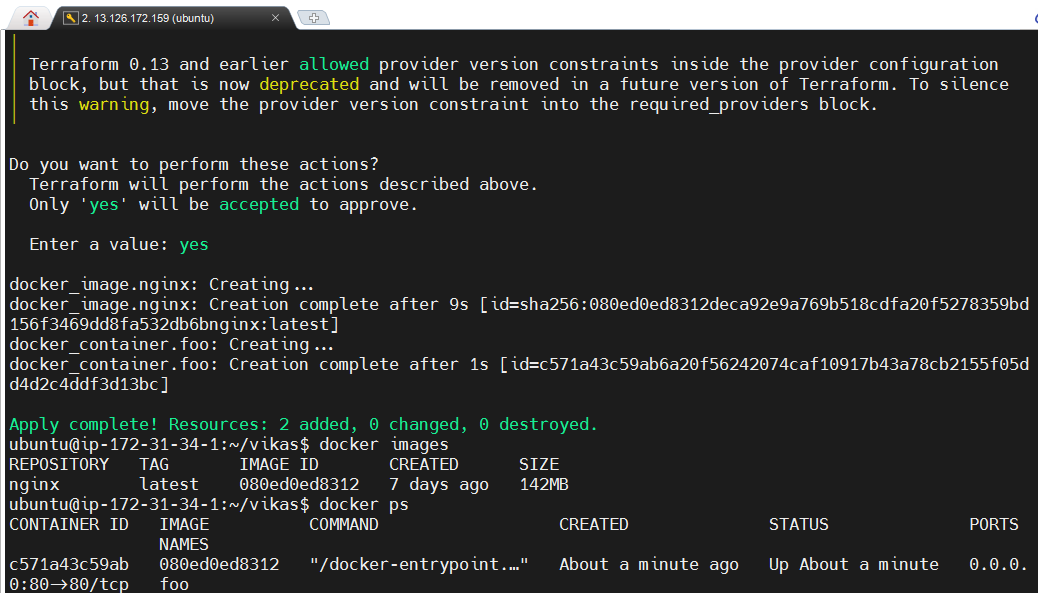 2. 13.126.172.159 (ubuntu)
Terraform 0.13 and earlier allowed provider version constraints inside the provider configuration
block, but that is now deprecated and will be removed in a future version of Terraform. To silence
this warning, move the provider version constraint into the required_providers block.
Do you want to perform these actions?
Terraform will perform the actions described above.
Only 'yes' will be accepted to approve.
Enter a value: yes
docker_image.nginx: Creating...
docker_image.nginx: Creation complete after 9s [id=sha256:080ed0ed8312deca92e9a769b518cdfa20f5278359bd
156f3469dd8fa532db6bnginx:latest]
docker_container.foo: Creating...
docker_container.foo: Creation complete after 1s [id=c571a43c59ab6a20f56242074caf10917b43a78cb2155f05d
d4d2c4ddf3d13bc]
Apply complete! Resources: 2 added, 0 changed, 0 destroyed.
ubuntu@ip-172-31-34-1:~/vikas$ docker images
REPOSITORY TAG IMAGE ID CREATED SIZE
nginx latest 080ed0ed8312 7 days ago 142MB
ubuntu@ip-172-31-34-1:~/vikas$ docker ps
CONTAINER ID IMAGE COMMAND CREATED STATUS PORTS
NAMES
c571a43c59ab 080ed0ed8312 "/docker-entrypoint.…" About a minute ago Up About a minute 0.0.0.
0:80->80/tcp foo